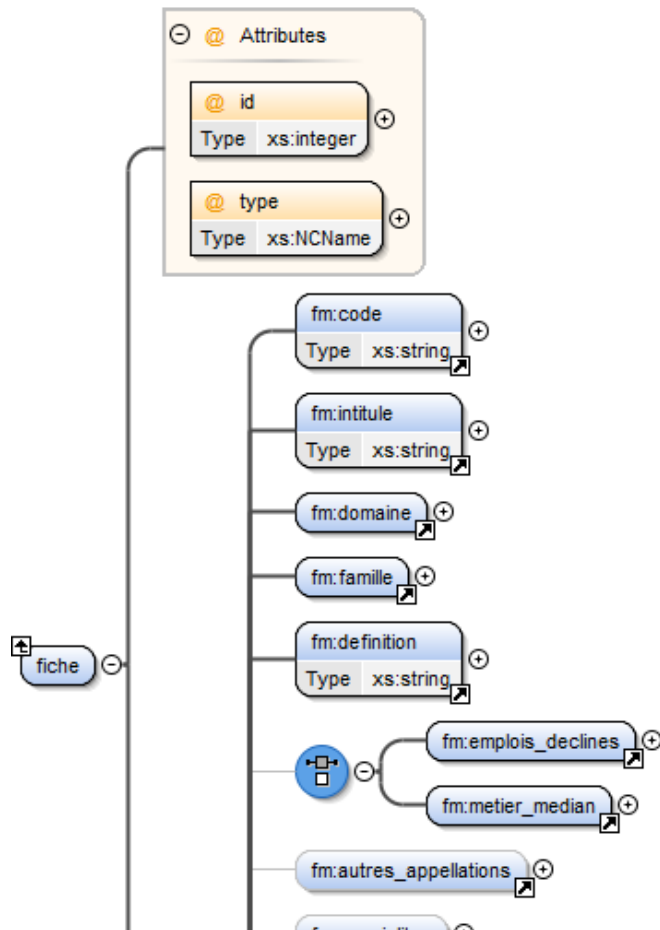 @ Attributes
@ id
Type xs:integer
@ type
Type xs:NCName
fm:code
Type xs:string
fm:intitule
Type xs:string
fm:domaine
fm:famille
fm:definition
Type xs:string
fiche
fm:emplois_declines
fm:metier_median
fm:autres_appellations